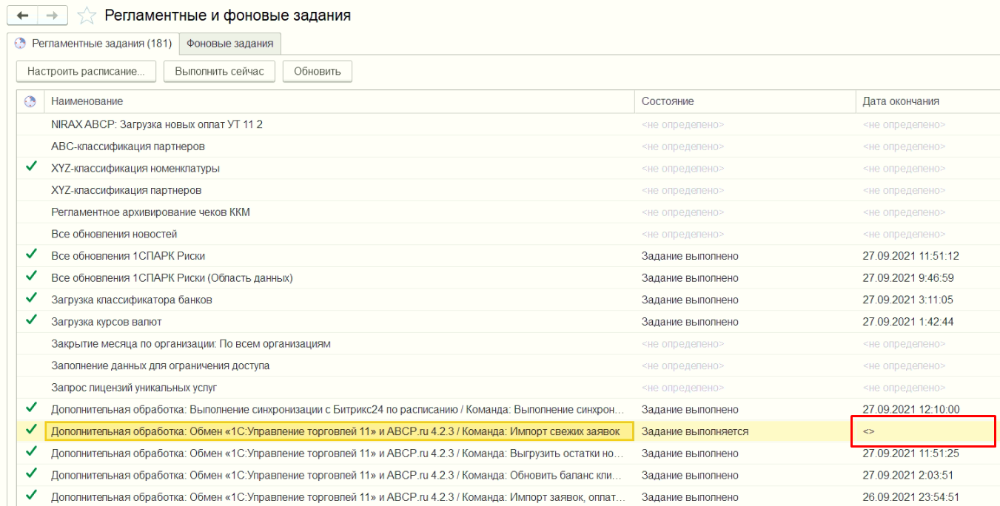 Регламентные и фоновые задания
Регламентные задания (181) Фоновые задания
Настроить расписание... Выполнить сейчас Обновить
Наименование Состояние Дата окончания
NIRAX ABCP: Загрузка новых оплат УТ 11 2 <не определено> <не определено>
ABC-классификация партнеров <не определено> <не определено>
XYZ-классификация номенклатуры <не определено> <не определено>
XYZ-классификация партнеров <не определено> <не определено>
Регламентное архивирование чеков ККМ <не определено> <не определено>
Все обновления новостей <не определено> <не определено>
Все обновления 1СПАРК Риски Задание выполнено 27.09.2021 11:51:12
Все обновления 1СПАРК Риски (Область данных) Задание выполнено 27.09.2021 9:46:59
Загрузка классификатора банков Задание выполнено 27.09.2021 3:11:05
Загрузка курсов валют Задание выполнено 27.09.2021 1:42:44
Закрытие месяца по организации: По всем организациям <не определено> <не определено>
Заполнение данных для ограничения доступа <не определено> <не определено>
Запрос лицензий уникальных услуг <не определено> <не определено>
Дополнительная обработка: Выполнение синхронизации с Битрикс24 по расписанию / Команда: Выполнение синхрон... Задание выполнено 27.09.2021 12:10:00
Дополнительная обработка: Обмен «1С:Управление торговлей 11» и ABCP.ru 4.2.3 / Команда: Импорт свежих заявок Задание выполняется <>
Дополнительная обработка: Обмен «1С:Управление торговлей 11» и ABCP.ru 4.2.3 / Команда: Выгрузить остатки но... Задание выполнено 27.09.2021 11:51:25
Дополнительная обработка: Обмен «1С:Управление торговлей 11» и ABCP.ru 4.2.3 / Команда: Обновить баланс кли... Задание выполнено 27.09.2021 2:03:51
Дополнительная обработка: Обмен «1С:Управление торговлей 11» и ABCP.ru 4.2.3 / Команда: Импорт заявок, оплат... Задание выполнено 26.09.2021 23:54:51